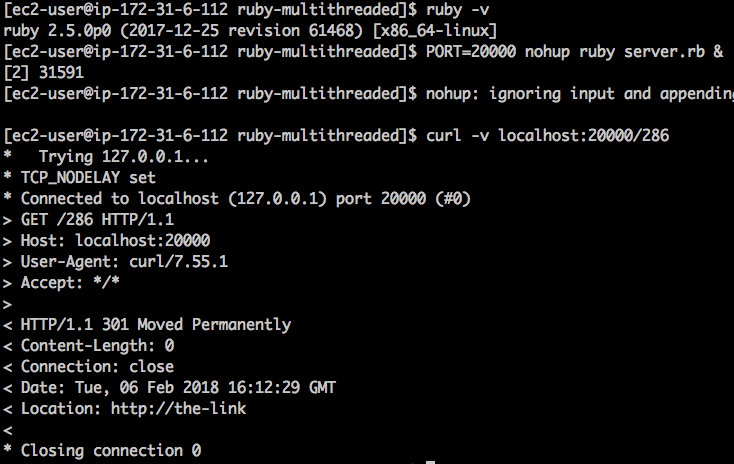 [ec2-user@ip-172-31-6-112 ruby-multithreaded]$ ruby -v
ruby 2.5.0p0 (2017-12-25 revision 61468) [x86_64-linux]
[ec2-user@ip-172-31-6-112 ruby-multithreaded]$ PORT=20000 nohup ruby server.rb &
[2] 31591
[ec2-user@ip-172-31-6-112 ruby-multithreaded]$ nohup: ignoring input and appending
[ec2-user@ip-172-31-6-112 ruby-multithreaded]$ curl -v localhost:20000/286
*   Trying 127.0.0.1...
* TCP_NODELAY set
* Connected to localhost (127.0.0.1) port 20000 (#0)
> GET /286 HTTP/1.1
> Host: localhost:20000
> User-Agent: curl/7.55.1
> Accept: */*
>
< HTTP/1.1 301 Moved Permanently
< Content-Length: 0
< Connection: close
< Date: Tue, 06 Feb 2018 16:12:29 GMT
< Location: http://the-link
<
* Closing connection 0